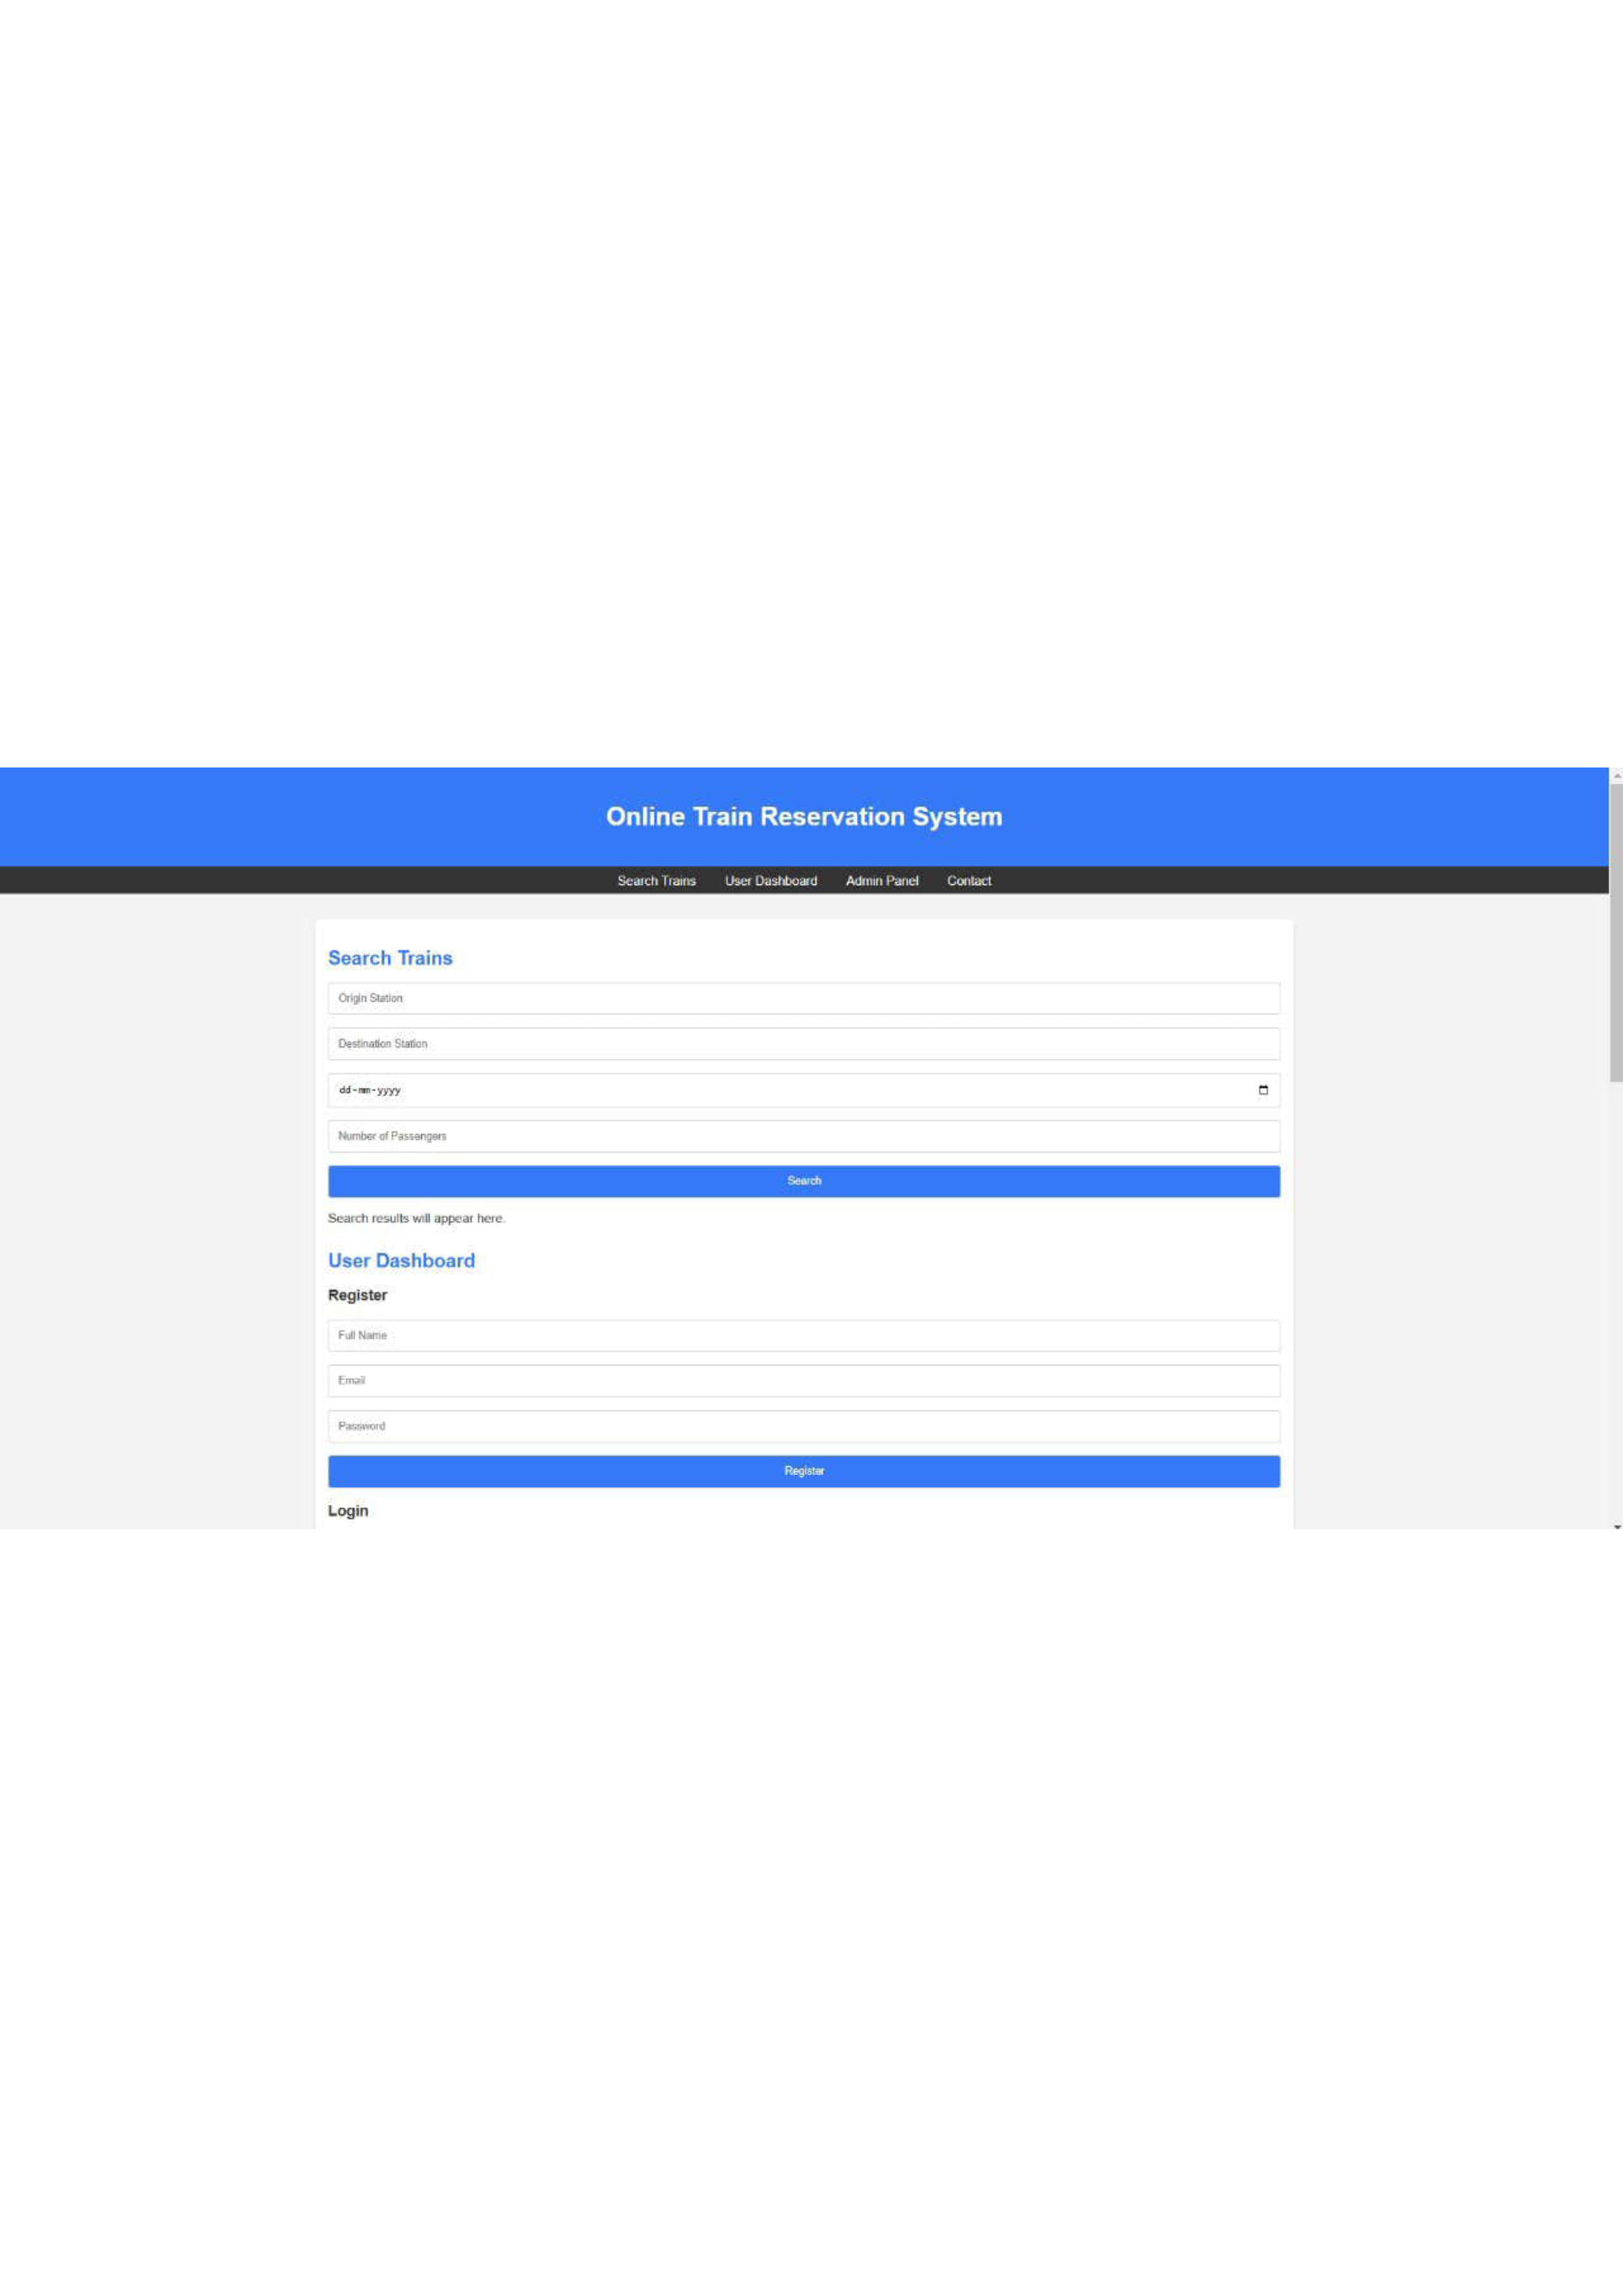 Online Train Reservation System
Search Trains User Dashboard Admin Panel Contact
Search Trains
Origin Station
Destination Station
dd-mm-yyyy
Number of Passengers
Search
Search results will appear here.
User Dashboard
Register
Full Name
Email
Password
Register
Login